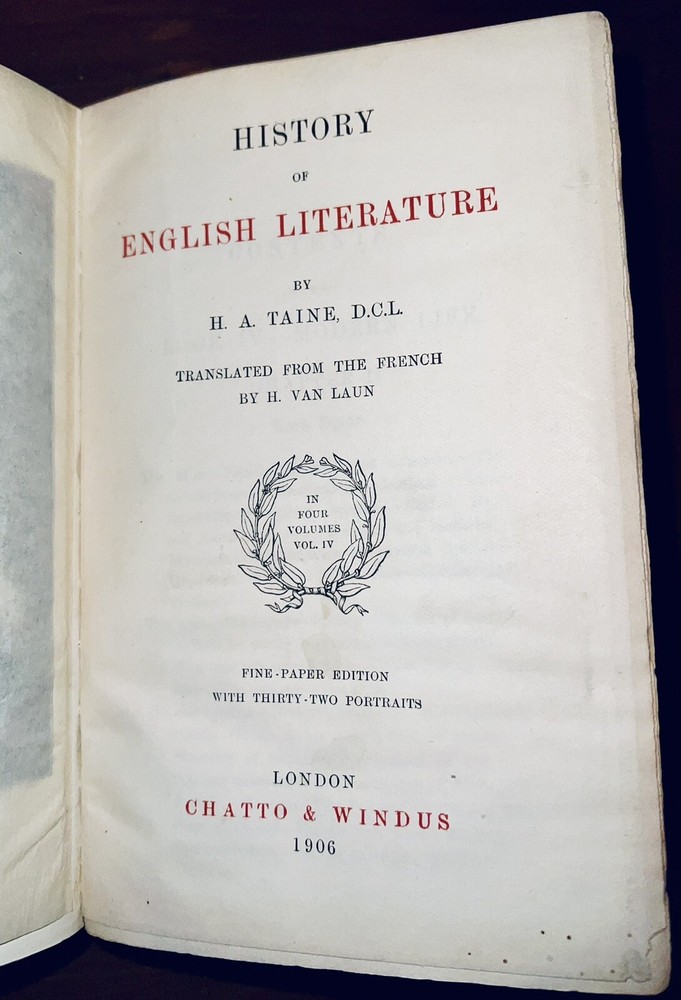 HISTORY
OF
ENGLISH LITERATURE
BY
H. A. TAINE, D.C.L.
TRANSLATED FROM THE FRENCH
BY H. VAN LAUN
IN
FOUR
VOLUMES
VOL. IV
FINE-PAPER EDITION
WITH THIRTY-TWO PORTRAITS
LONDON
CHATTO & WINDUS
1906